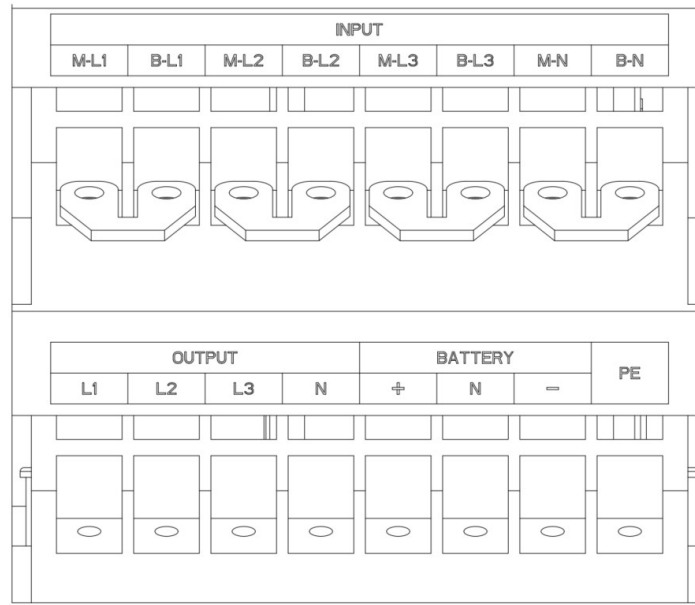 INPUT
M-L1 B-L1 M-L2 B-L2 M-L3 B-L3 M-N B-N
OUTPUT BATTERY PE
L1 L2 L3 N + N −